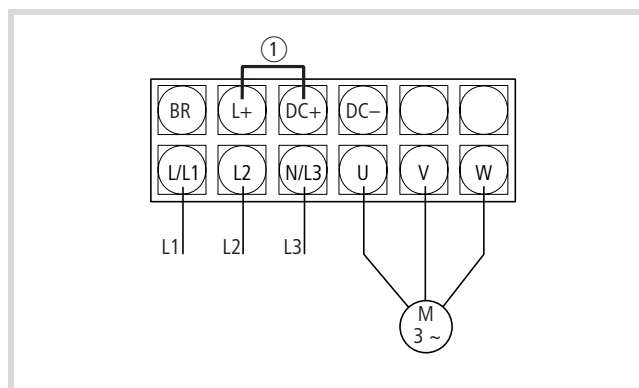 ①
BR L+ DC+ DC−
L/L1 L2 N/L3 U V W
L1 L2 L3
M
3 ~